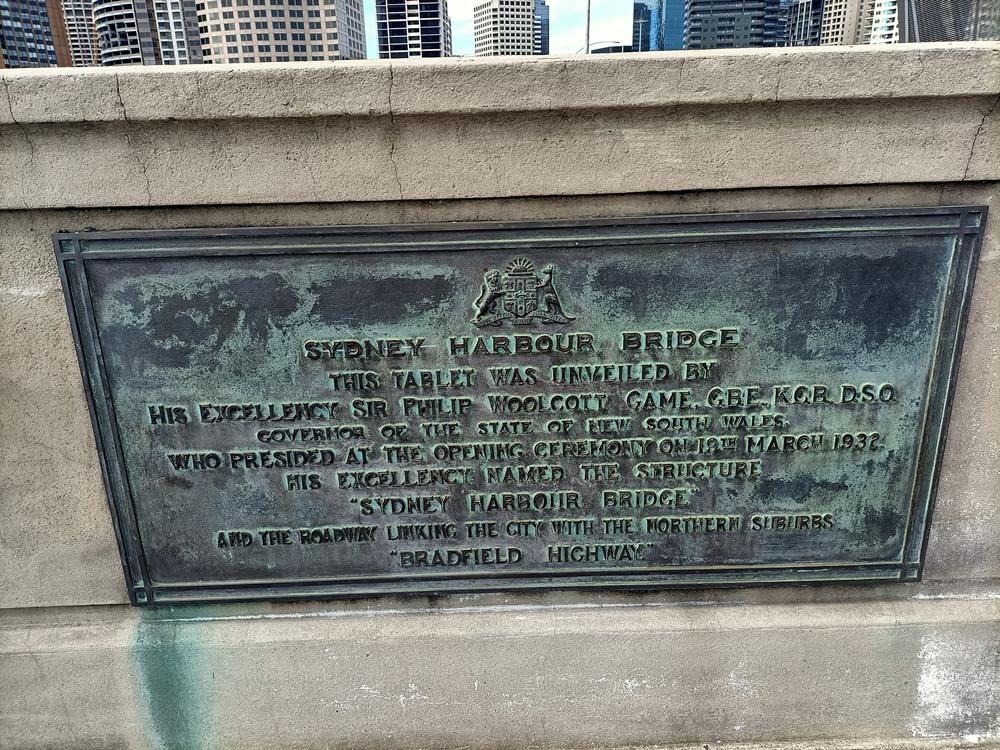 SYDNEY HARBOUR BRIDGE
THIS TABLET WAS UNVEILED BY
HIS EXCELLENCY SIR PHILIP WOOLCOTT GAME. G.B.E., K.C.B. D.S.O.
GOVERNOR OF THE STATE OF NEW SOUTH WALES,
WHO PRESIDED AT THE OPENING CEREMONY ON 19TH MARCH 1932.
HIS EXCELLENCY NAMED THE STRUCTURE
"SYDNEY HARBOUR BRIDGE"
AND THE ROADWAY LINKING THE CITY WITH THE NORTHERN SUBURBS
"BRADFIELD HIGHWAY."